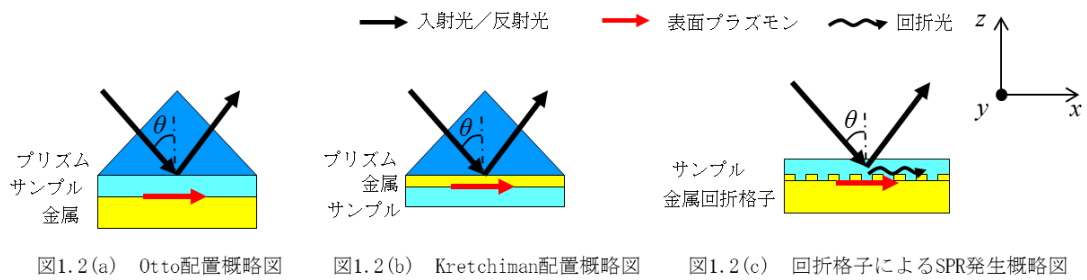 入射光／反射光
表面プラズモン
回折光
z
y
x
θ
プリズム
サンプル
金属
θ
プリズム
金属
サンプル
θ
サンプル
金属回折格子
図1.2(a) Otto配置概略図
図1.2(b) Kretchiman配置概略図
図1.2(c) 回折格子によるSPR発生概略図